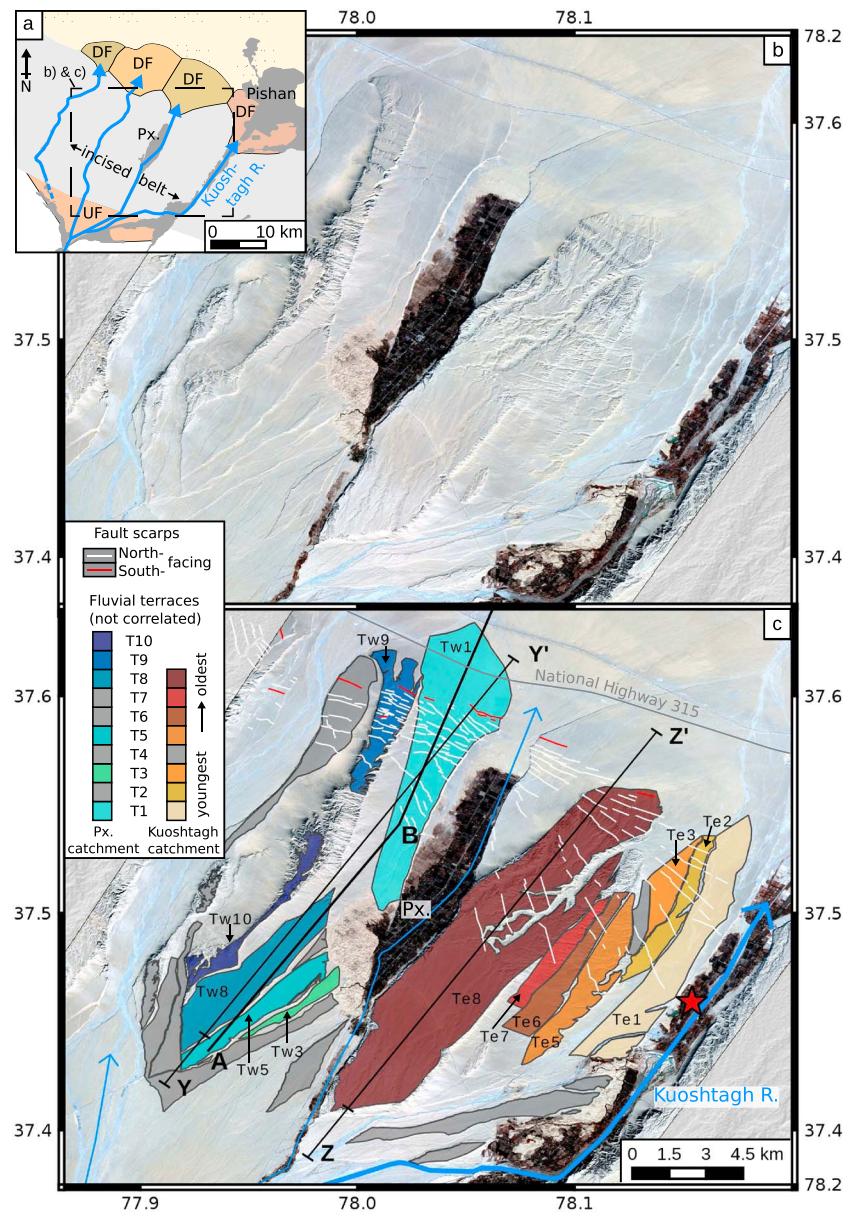 78.0
78.1
78.2
a
DF
DF
DF
DF
b) & c)
N
Pishan
Px.
incised belt
Kuosh-
tagh R.
UF
0 10 km
b
37.6
37.5
37.4
Fault scarps
North-
South-
facing
Fluvial terraces
(not correlated)
T10
T9
T8
T7
T6
T5
T4
T3
T2
T1
oldest
youngest
Px.
catchment
Kuoshtagh
catchment
c
Tw9
Tw1
Y'
National Highway 315
Z'
37.6
B
Te3
Te2
Px.
37.5
Tw10
Tw8
Te8
Te7
Te6
Te5
Te1
A
Tw3
Tw5
Y
Kuoshtagh R.
Z
37.4
0 1.5 3 4.5 km
78.2
77.9
78.0
78.1